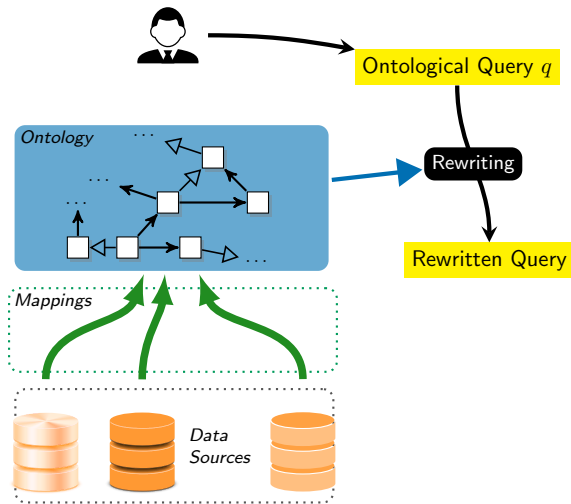 Ontological Query q
Ontology
. . .
Rewriting
. . .
. . .
Rewritten Query
. . .
Mappings
Data
Sources